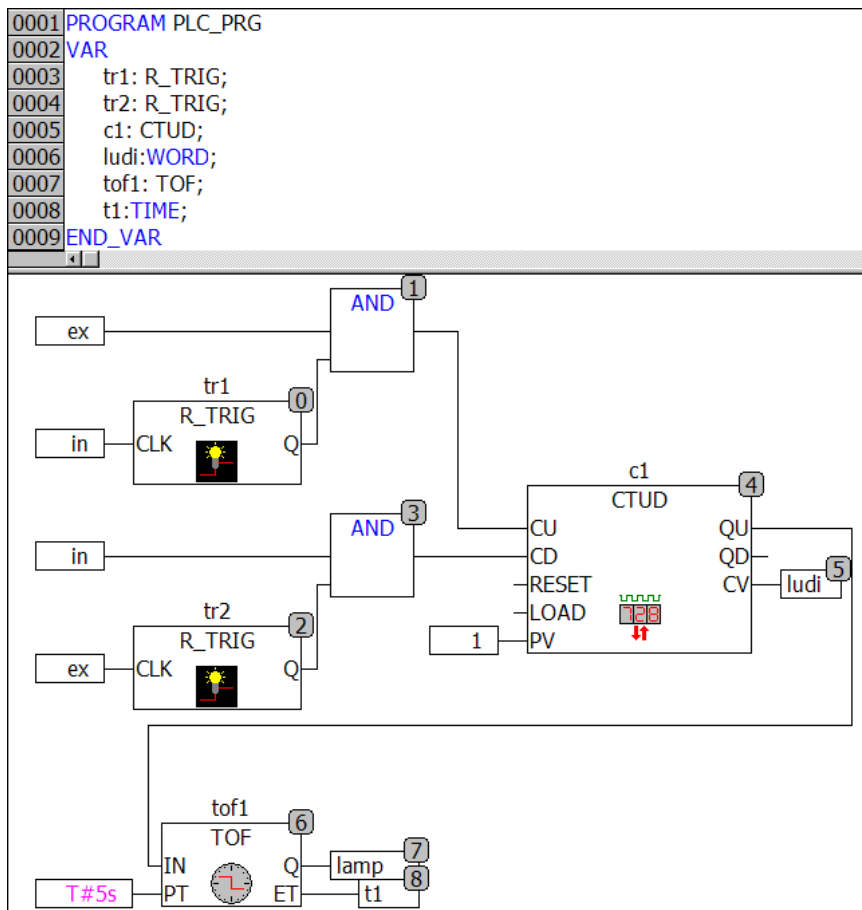 0001 PROGRAM PLC_PRG
0002 VAR
0003 tr1: R_TRIG;
0004 tr2: R_TRIG;
0005 c1: CTUD;
0006 ludi:WORD;
0007 tof1: TOF;
0008 t1:TIME;
0009 END_VAR
1
AND
ex
tr1
0
R_TRIG
in CLK Q
c1
4
CTUD
3
AND
CU QU
in
CD QD
5
RESET CV ludi
tr2
LOAD 728
2
R_TRIG
1 PV
ex CLK Q
tof1
6
TOF
7
IN Q lamp
8
T#5s PT ET t1